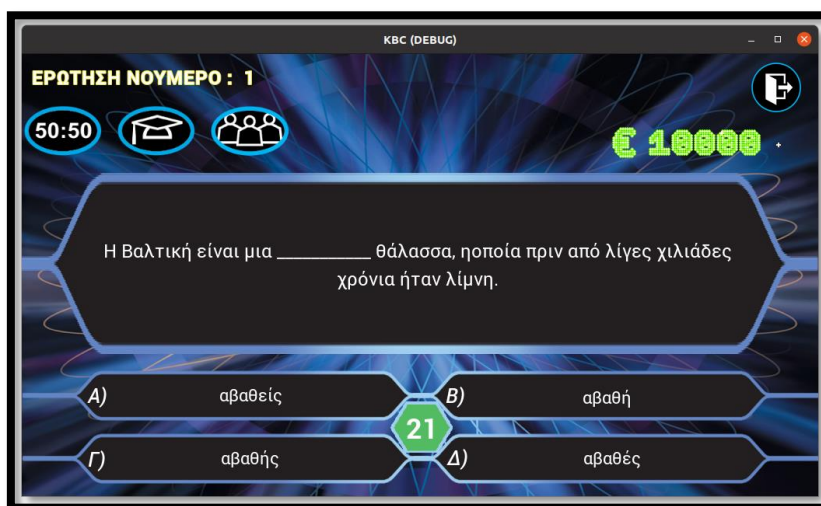 KBC (DEBUG)
ΕΡΩΤΗΣΗ ΝΟΥΜΕΡΟ : 1
50:50
€ 10000
Η Βαλτική είναι μια ___________ θάλασσα, ηοποία πριν από λίγες χιλιάδες
χρόνια ήταν λίμνη.
Α) αβαθείς
Β) αβαθή
21
Γ) αβαθής
Δ) αβαθές